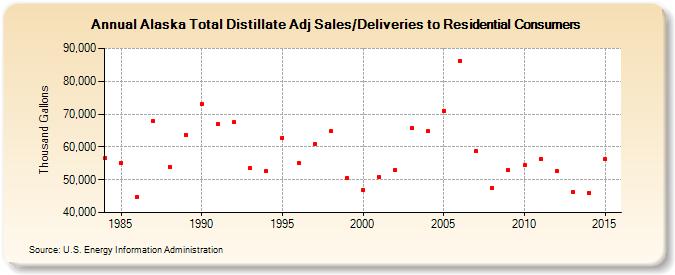 Annual Alaska Total Distillate Adj Sales/Deliveries to Residential Consumers
Thousand Gallons
90,000
80,000
70,000
60,000
50,000
40,000
1985 1990 1995 2000 2005 2010 2015
Source: U.S. Energy Information Administration